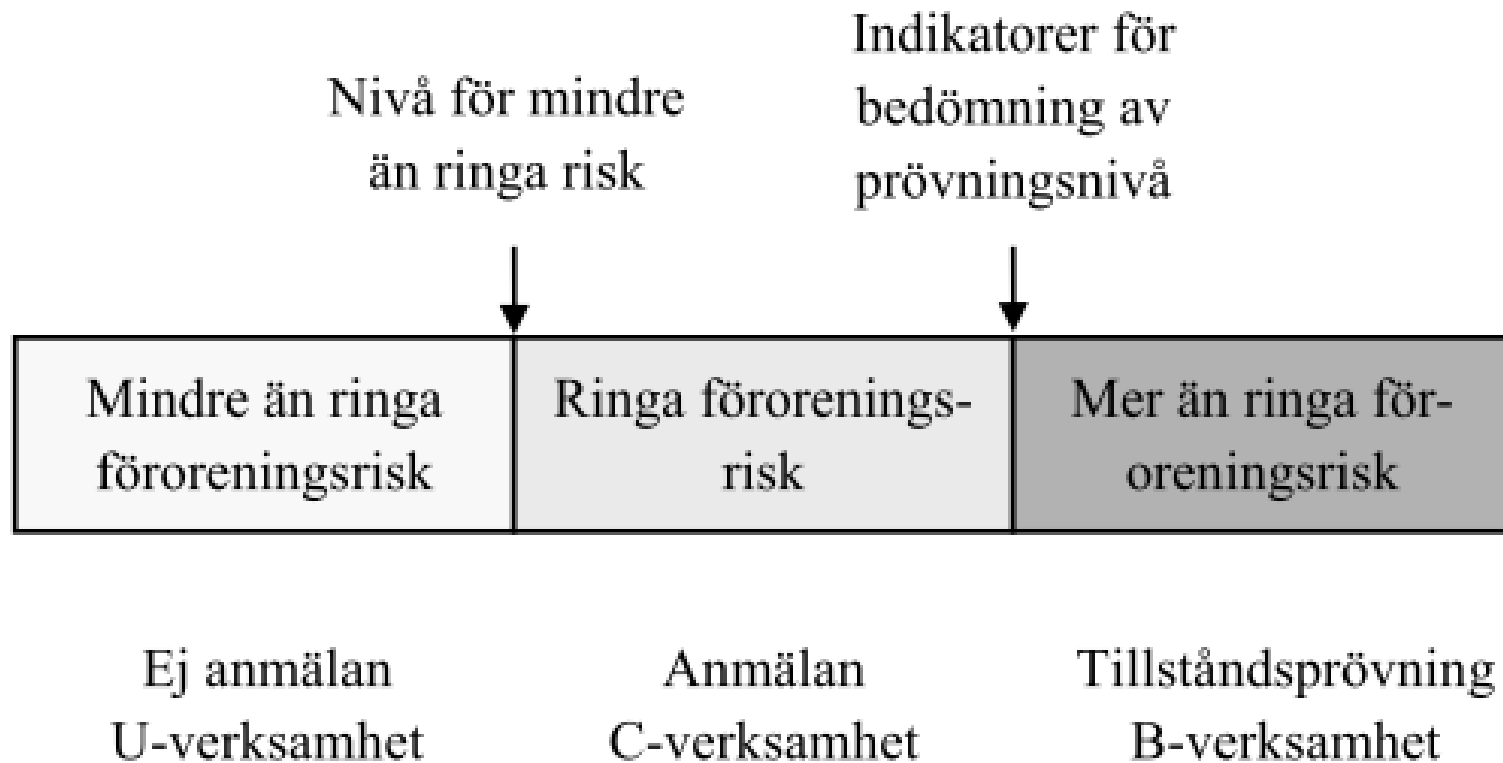 Nivå för mindre
än ringa risk
Indikatorer för
bedömning av
prövningsnivå
Mindre än ringa
föroreningsrisk
Ringa förorenings-
risk
Mer än ringa för-
oreningsrisk
Ej anmälan
U-verksamhet
Anmälan
C-verksamhet
Tillståndsprövning
B-verksamhet